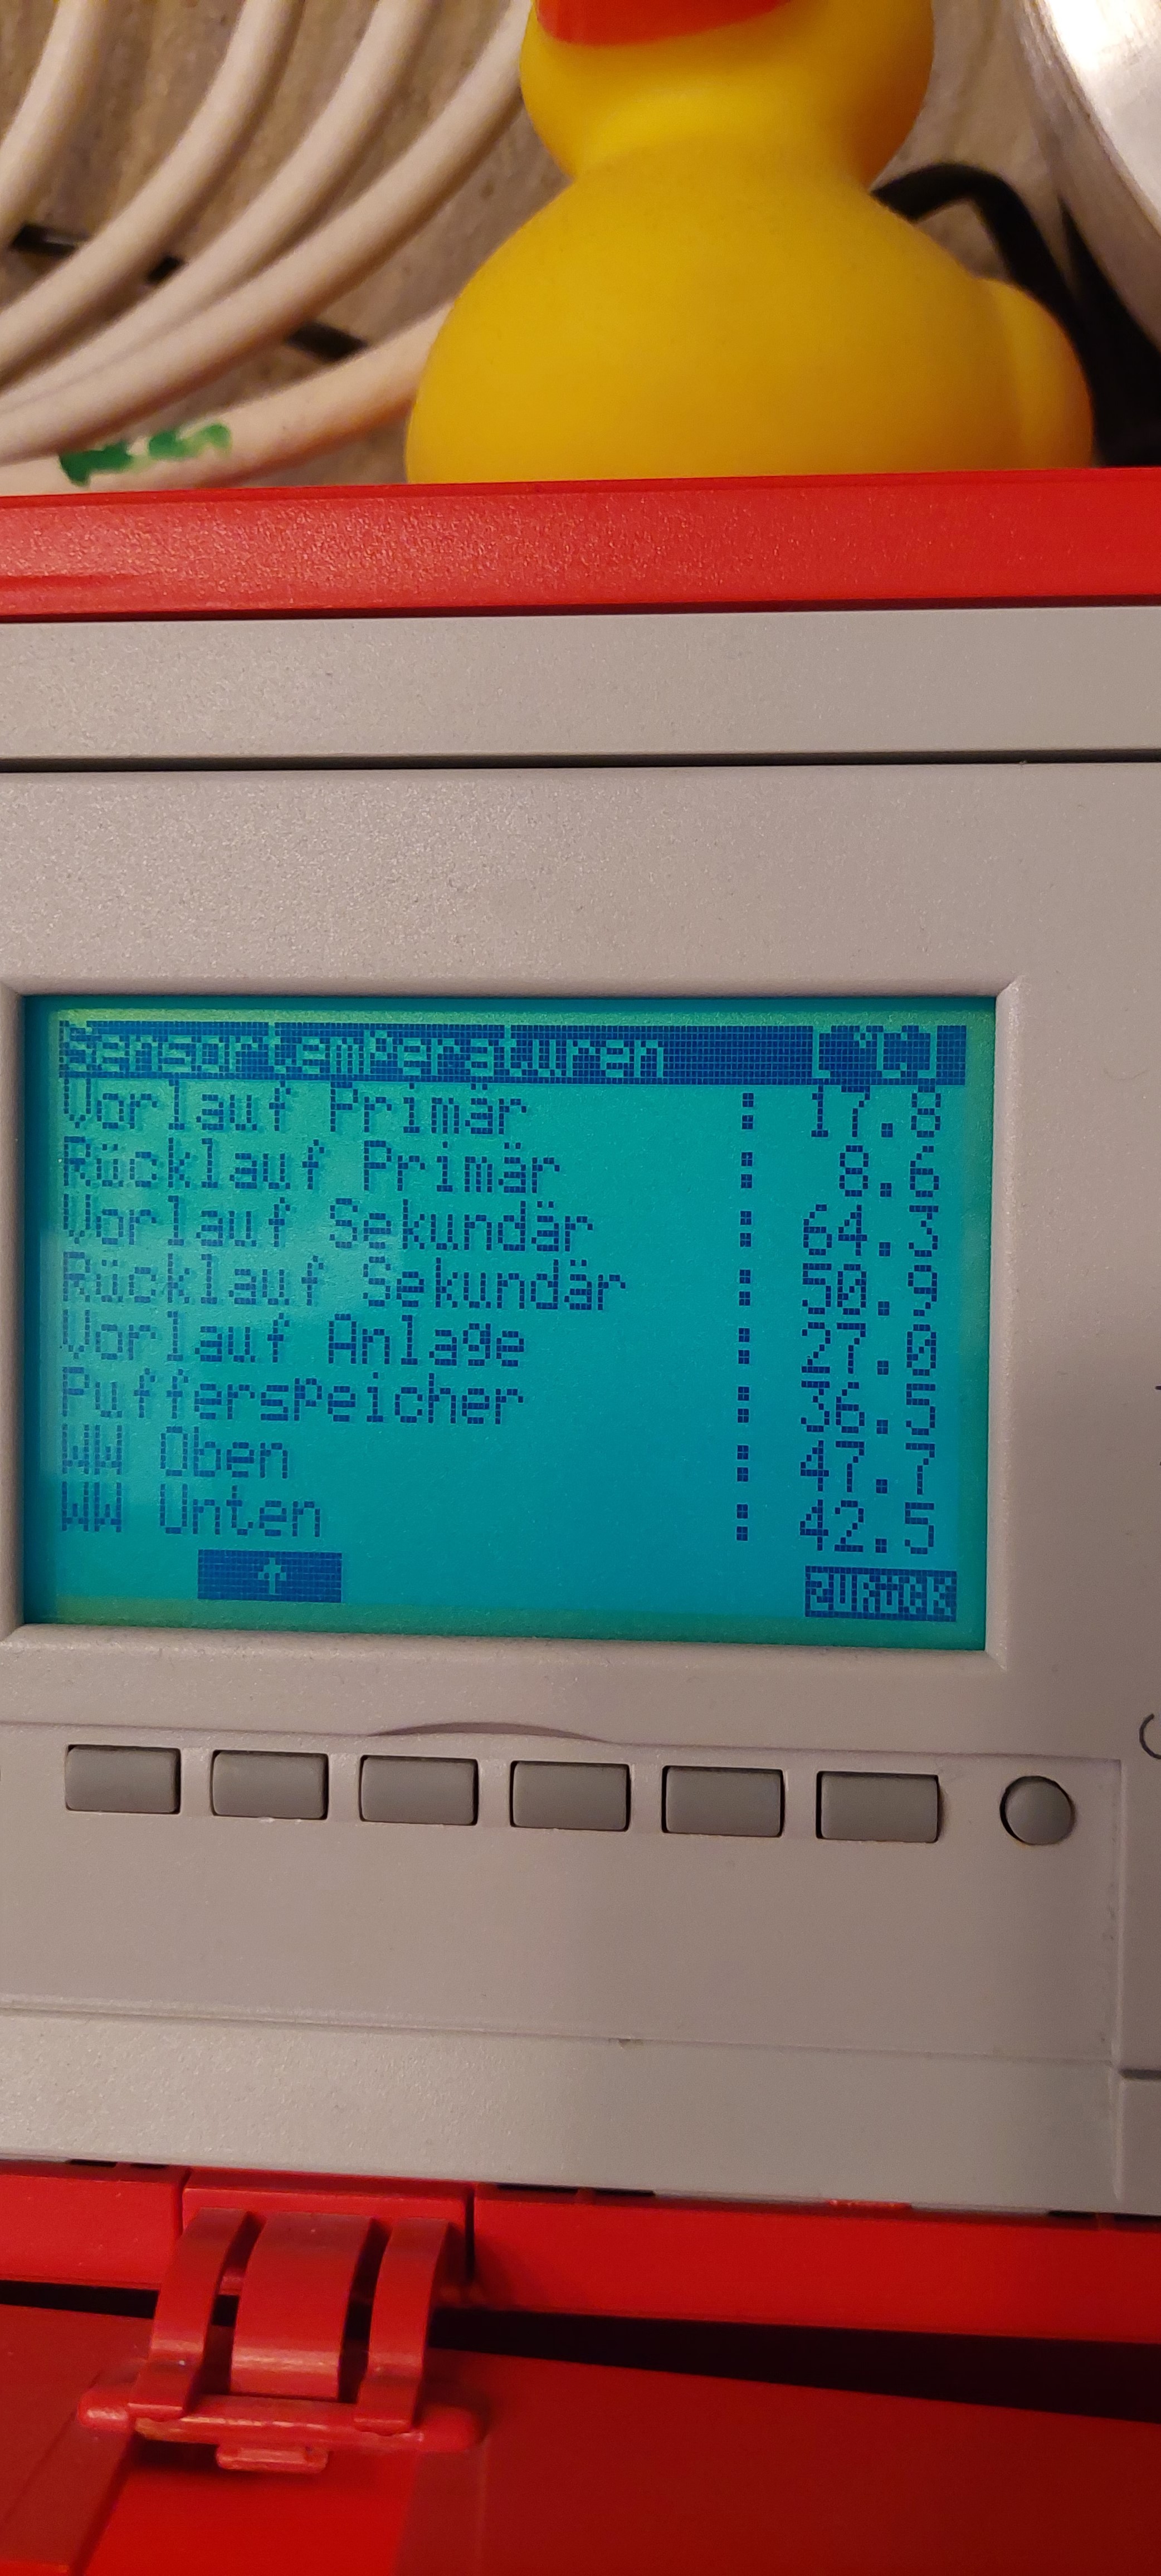 Sensortemperaturen [°C]
Vorlauf Primär : 17.8
Rücklauf Primär : 8.6
Vorlauf Sekundär : 64.3
Rücklauf Sekundär : 50.9
Vorlauf Anlage : 27.0
Pufferspeicher : 36.5
WW Oben : 47.7
WW Unten : 42.5
↑ ZURÜCK